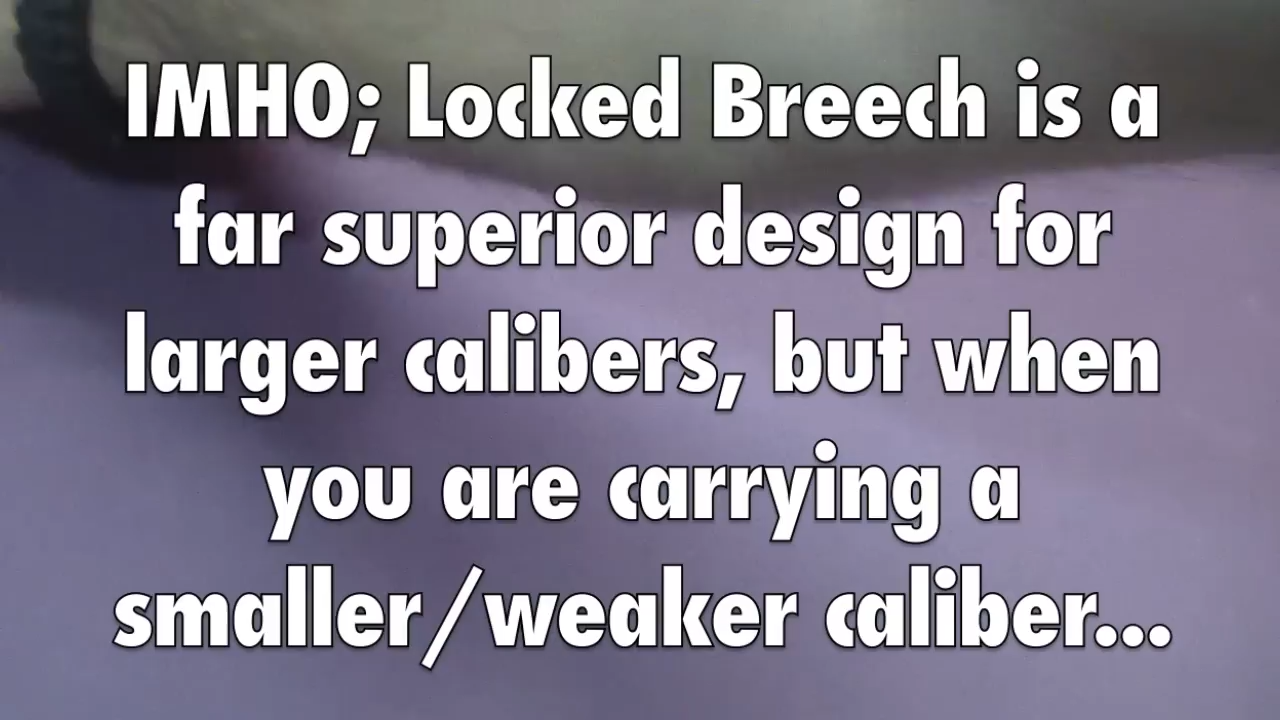 IMHO; Locked Breech is a
far superior design for
larger calibers, but when
you are carrying a
smaller/weaker caliber...